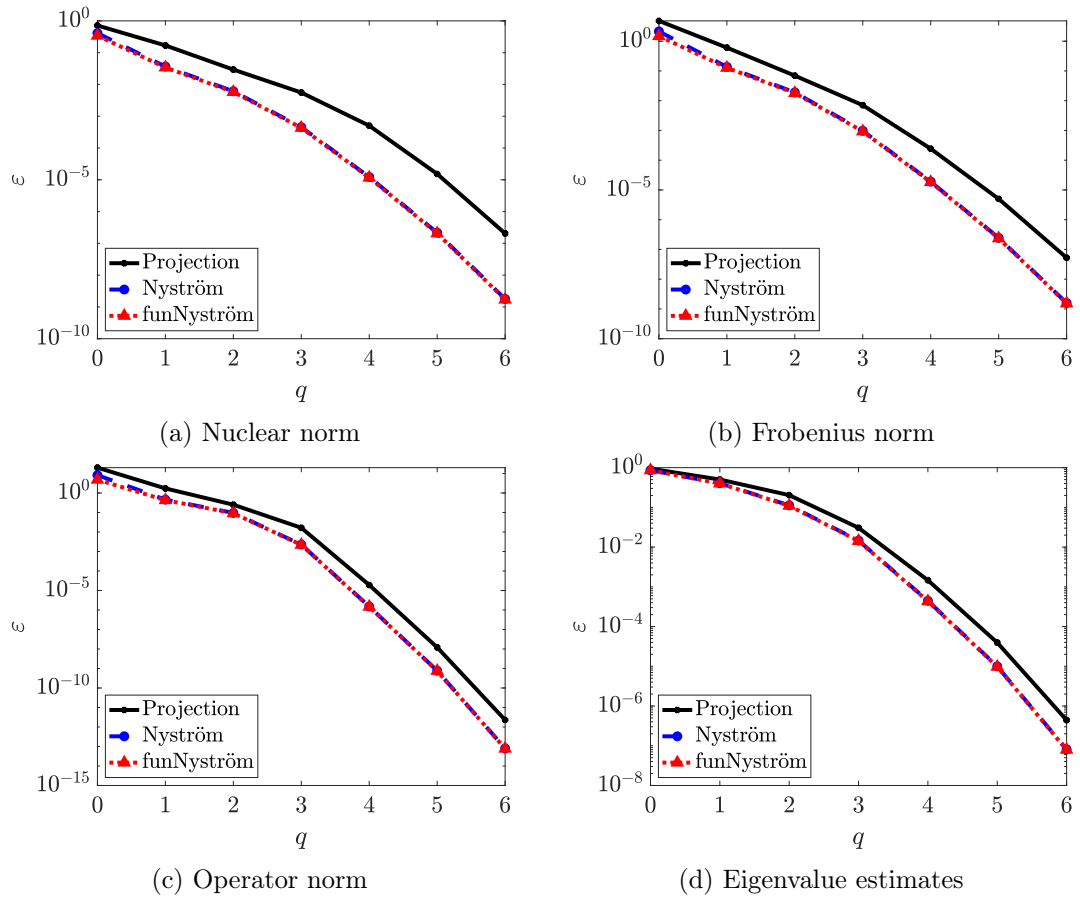 10^0
10^-5
10^-10
ε
Projection
Nyström
funNyström
0 1 2 3 4 5 6
q
(a) Nuclear norm
10^0
10^-5
10^-10
ε
Projection
Nyström
funNyström
0 1 2 3 4 5 6
q
(b) Frobenius norm
10^0
10^-5
10^-10
10^-15
ε
Projection
Nyström
funNyström
0 1 2 3 4 5 6
q
(c) Operator norm
10^0
10^-2
10^-4
10^-6
10^-8
ε
Projection
Nyström
funNyström
0 1 2 3 4 5 6
q
(d) Eigenvalue estimates